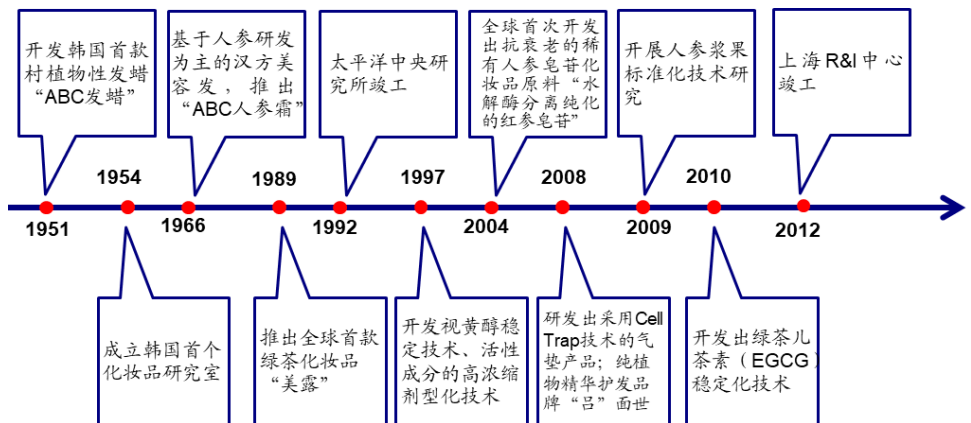 开发韩国首款
村植物性发蜡
“ABC发蜡”
基于人参研发
为主的汉方美
容发，推出
“ABC人参霜”
太平洋中央研
究所竣工
全球首次开发
出抗衰老的稀
有人参皂苷化
妆品原料“水
解酶分离纯化
的红参皂苷”
开展人参浆果
标准化技术研
究
上海R&I中心
竣工
1954
1989
1997
2008
2010
1951
1966
1992
2004
2009
2012
成立韩国首个
化妆品研究室
推出全球首款
绿茶化妆品
“美露”
开发视黄醇稳
定技术、活性
成分的高浓缩
剂型化技术
研发出采用Cell
Trap技术的气
垫产品；纯植
物精华护发品
牌“吕”面世
开发出绿茶儿
茶素（EGCG）
稳定化技术